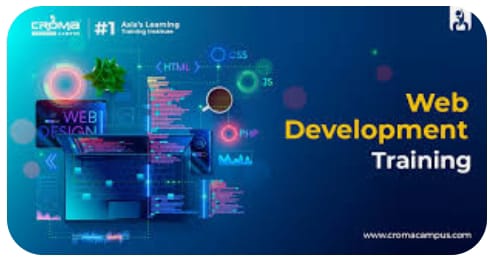 CROMA
CAMPUS
#1
Asia's Learning
Training Institute
<HTML>
CSS
JS
WEB
DESIGN
PHP
Web
Development
Training
www.cromacampus.com